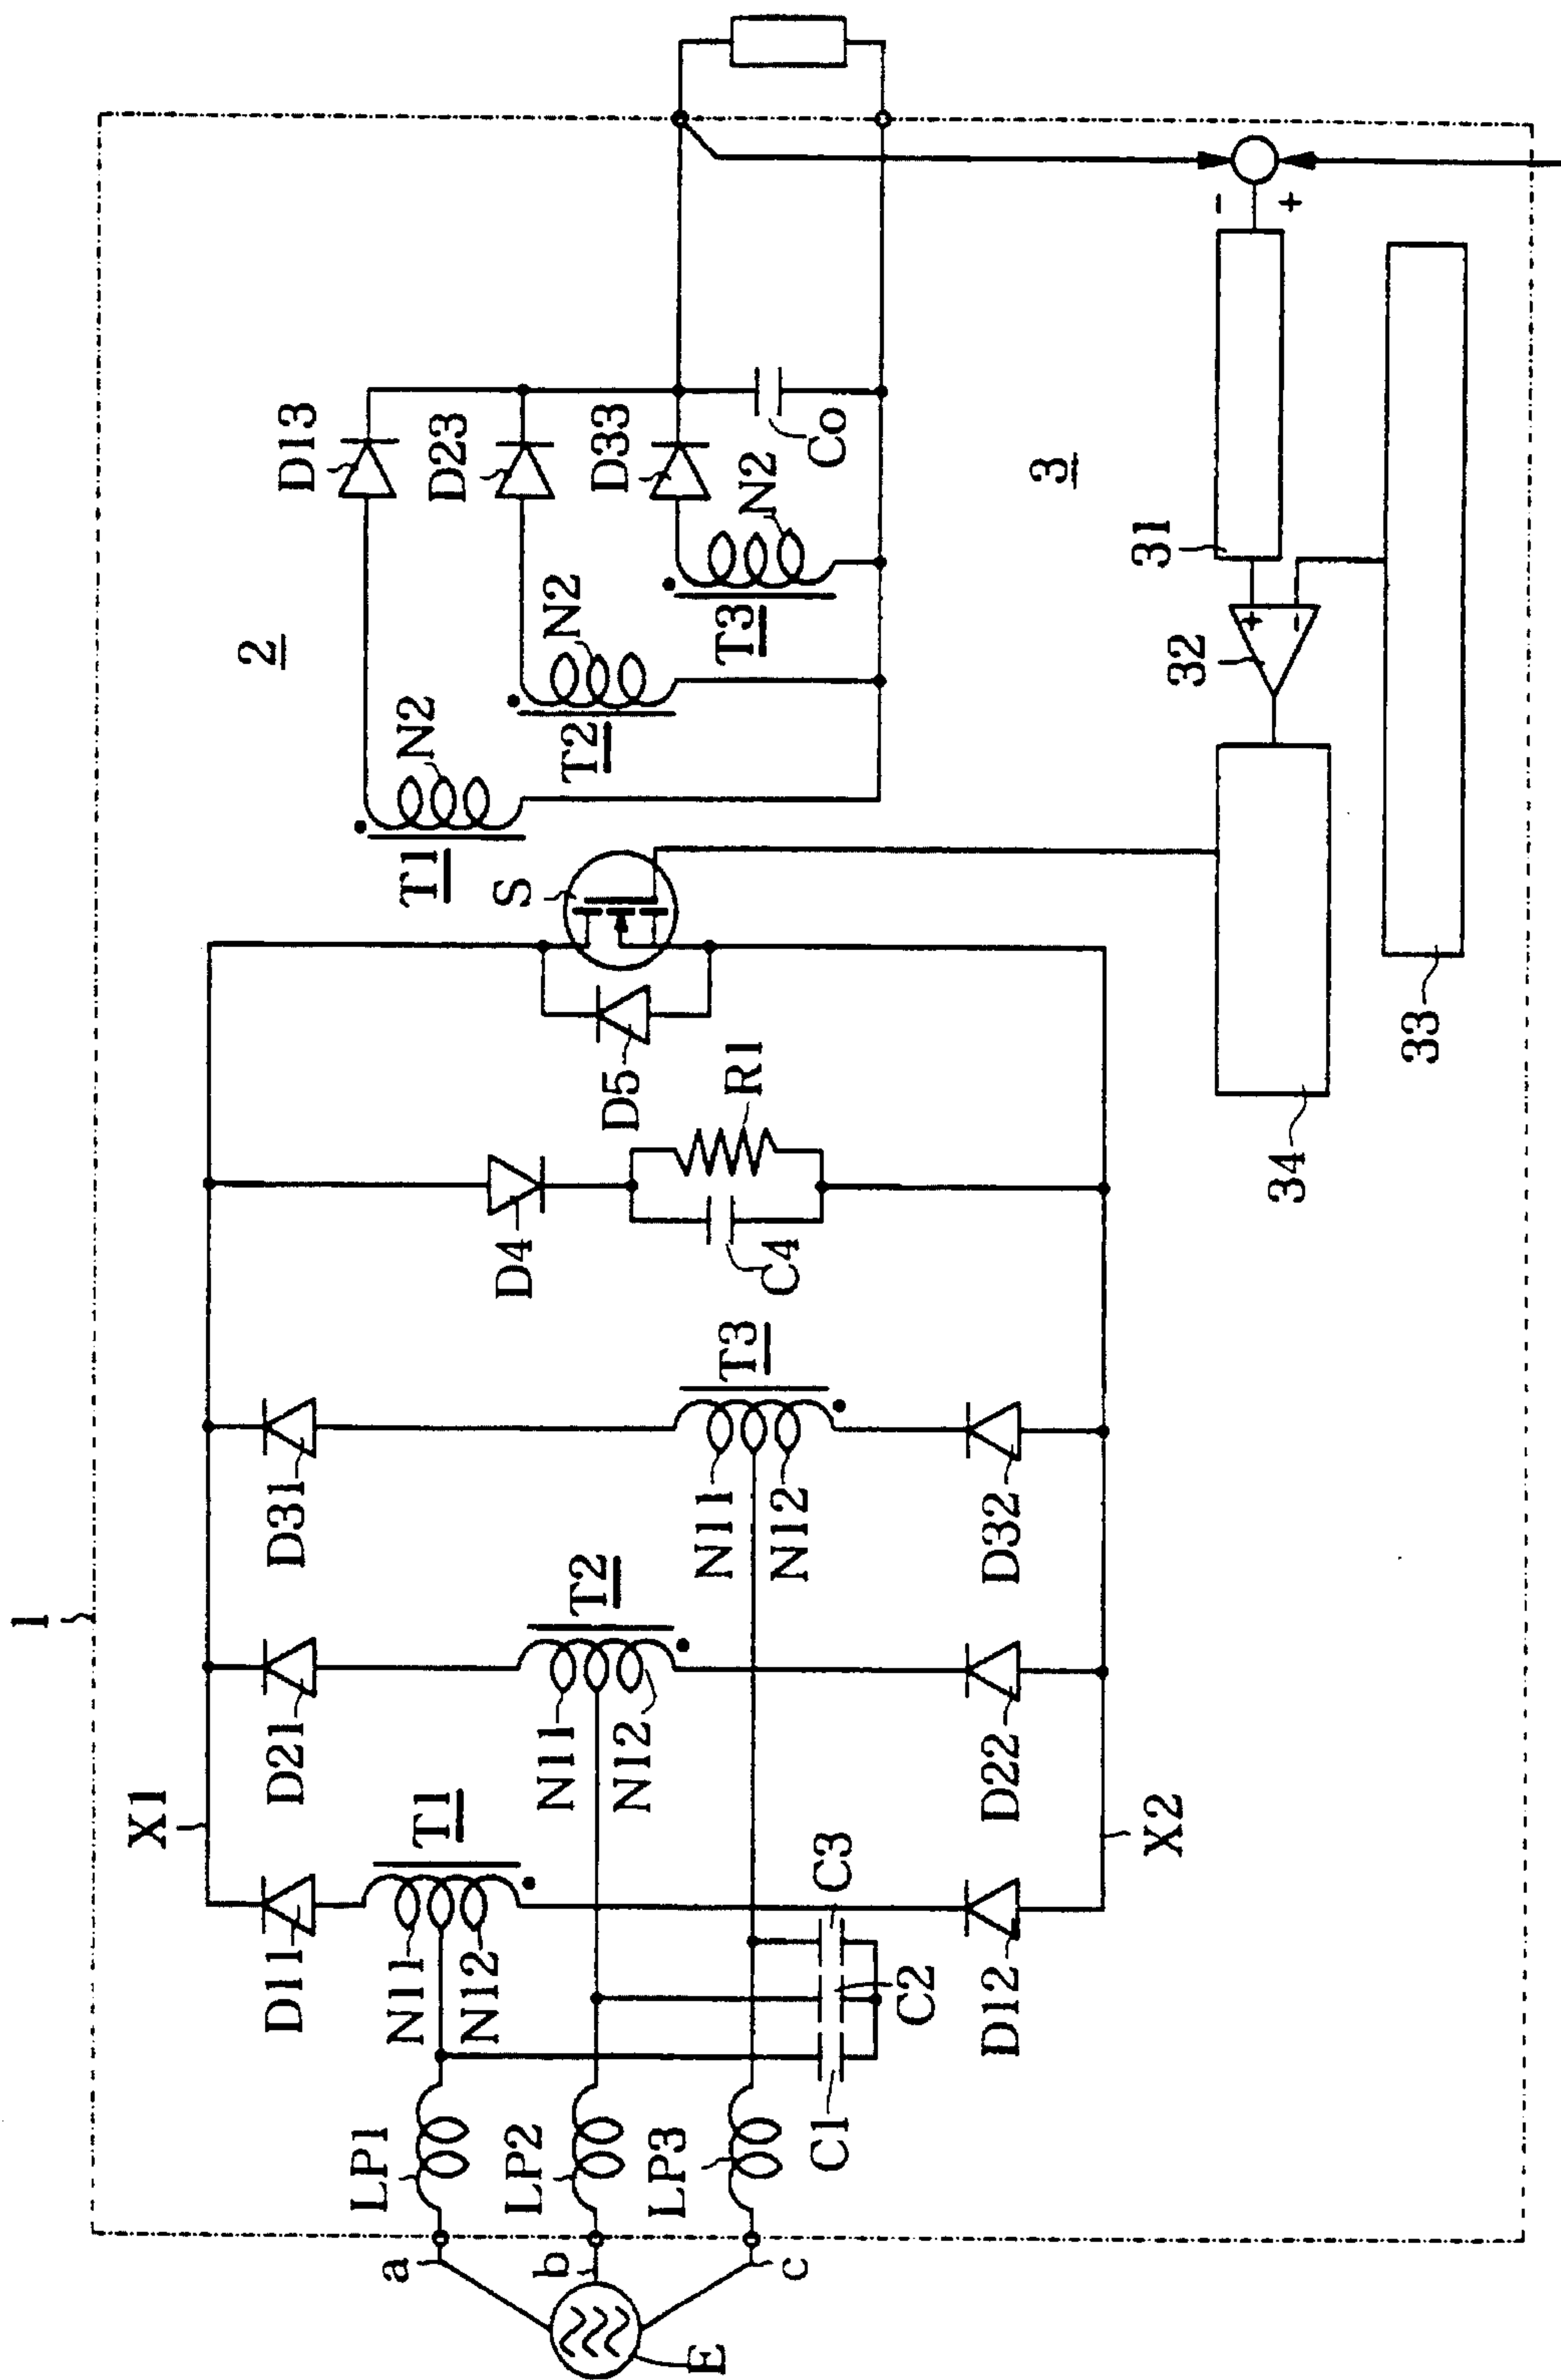 1
2
3
a
b
c
E
LP1
LP2
LP3
C1
C2
C3
X1
X2
D11
D12
N11
N12
T1
D21
D22
N11
N12
T2
D31
D32
N11
N12
T3
D4
C4
R1
D5
S
T1
N2
T2
N2
T3
N2
D13
D23
D33
Co
31
32
33
34
+
-
-
+